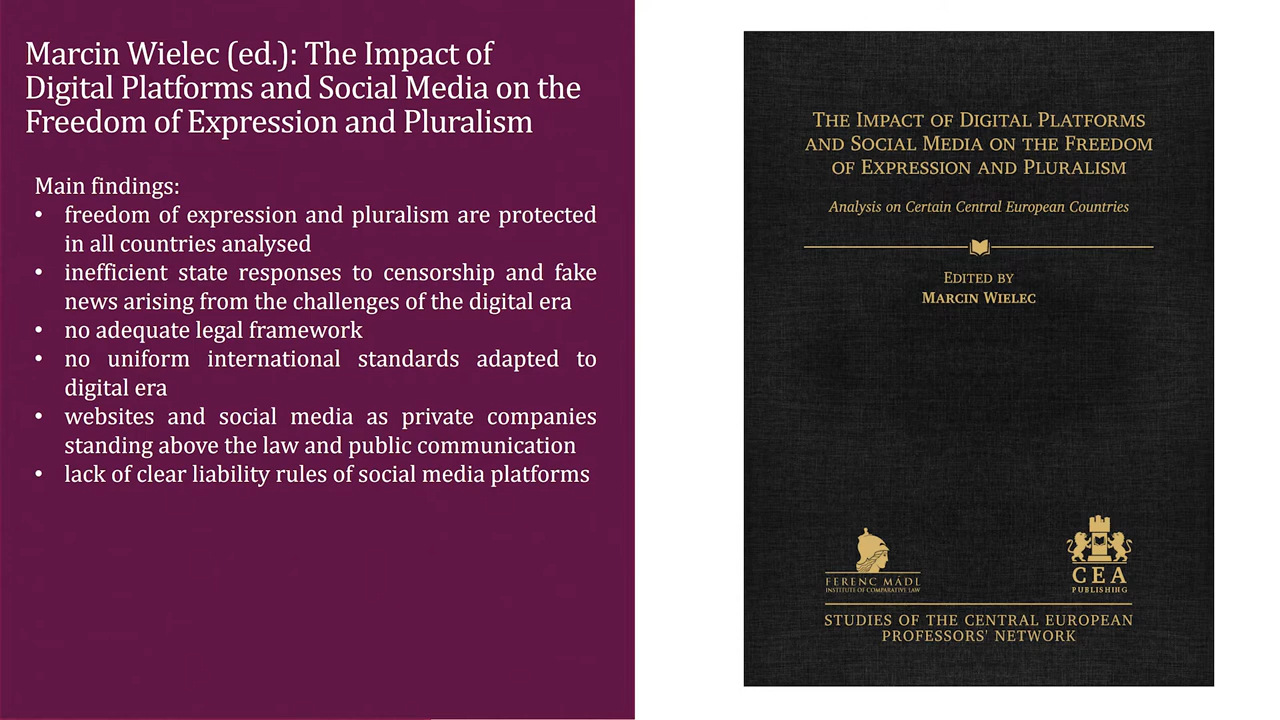 Marcin Wielec (ed.): The Impact of
Digital Platforms and Social Media on the
Freedom of Expression and Pluralism
Main findings:
• freedom of expression and pluralism are protected
in all countries analysed
• inefficient state responses to censorship and fake
news arising from the challenges of the digital era
• no adequate legal framework
• no uniform international standards adapted to
digital era
• websites and social media as private companies
standing above the law and public communication
• lack of clear liability rules of social media platforms
THE IMPACT OF DIGITAL PLATFORMS
AND SOCIAL MEDIA ON THE FREEDOM
OF EXPRESSION AND PLURALISM
Analysis on Certain Central European Countries
EDITED BY
MARCIN WIELEC
FERENC MÁDL
INSTITUTE OF COMPARATIVE LAW
CEA
PUBLISHING
STUDIES OF THE CENTRAL EUROPEAN
PROFESSORS' NETWORK